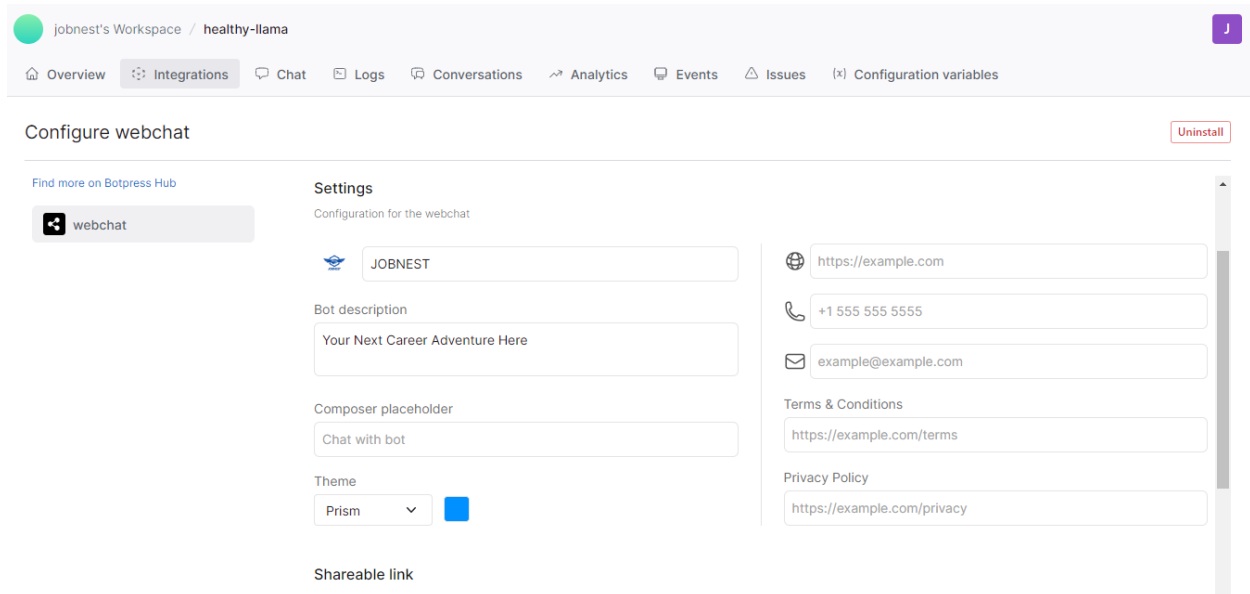 jobnest's Workspace / healthy-llama
J
Overview Integrations Chat Logs Conversations Analytics Events Issues (x) Configuration variables
Configure webchat
Uninstall
Find more on Botpress Hub
webchat
Settings
Configuration for the webchat
JOBNEST
Bot description
Your Next Career Adventure Here
Composer placeholder
Chat with bot
Theme
Prism
https://example.com
+1 555 555 5555
example@example.com
Terms & Conditions
https://example.com/terms
Privacy Policy
https://example.com/privacy
Shareable link